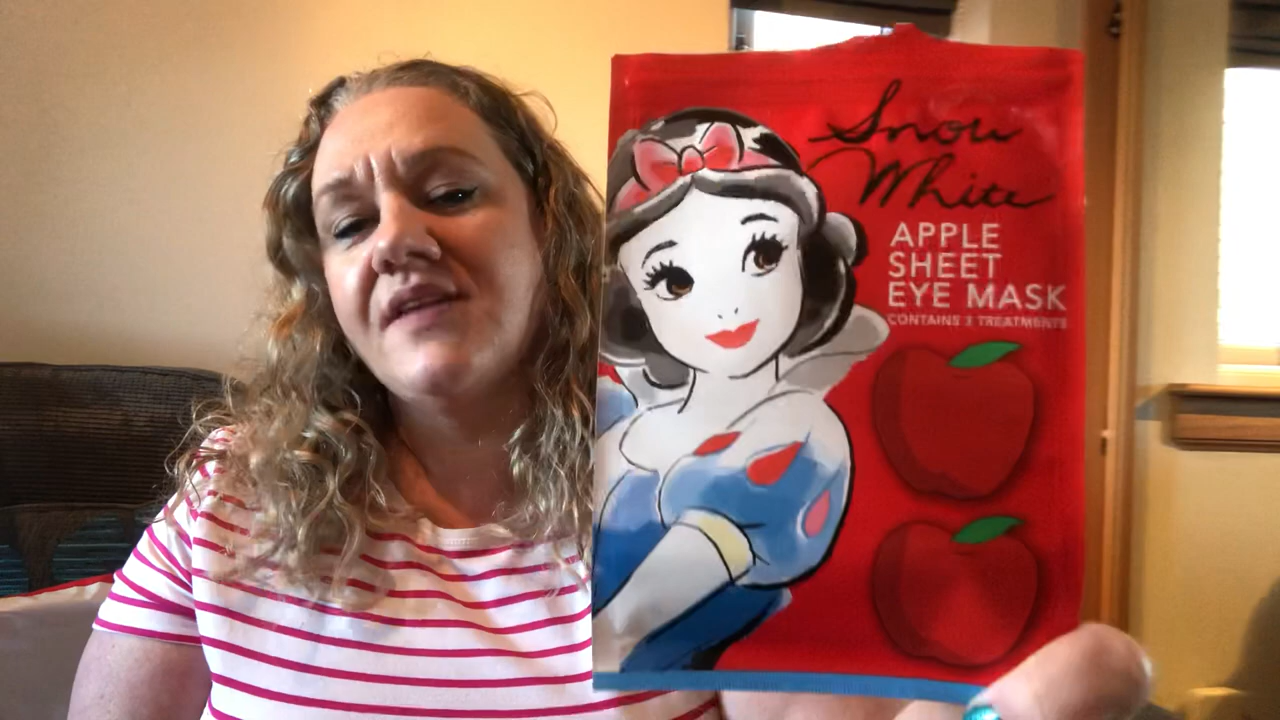 Snow
White
APPLE
SHEET
EYE MASK
CONTAINS 3 TREATMENTS